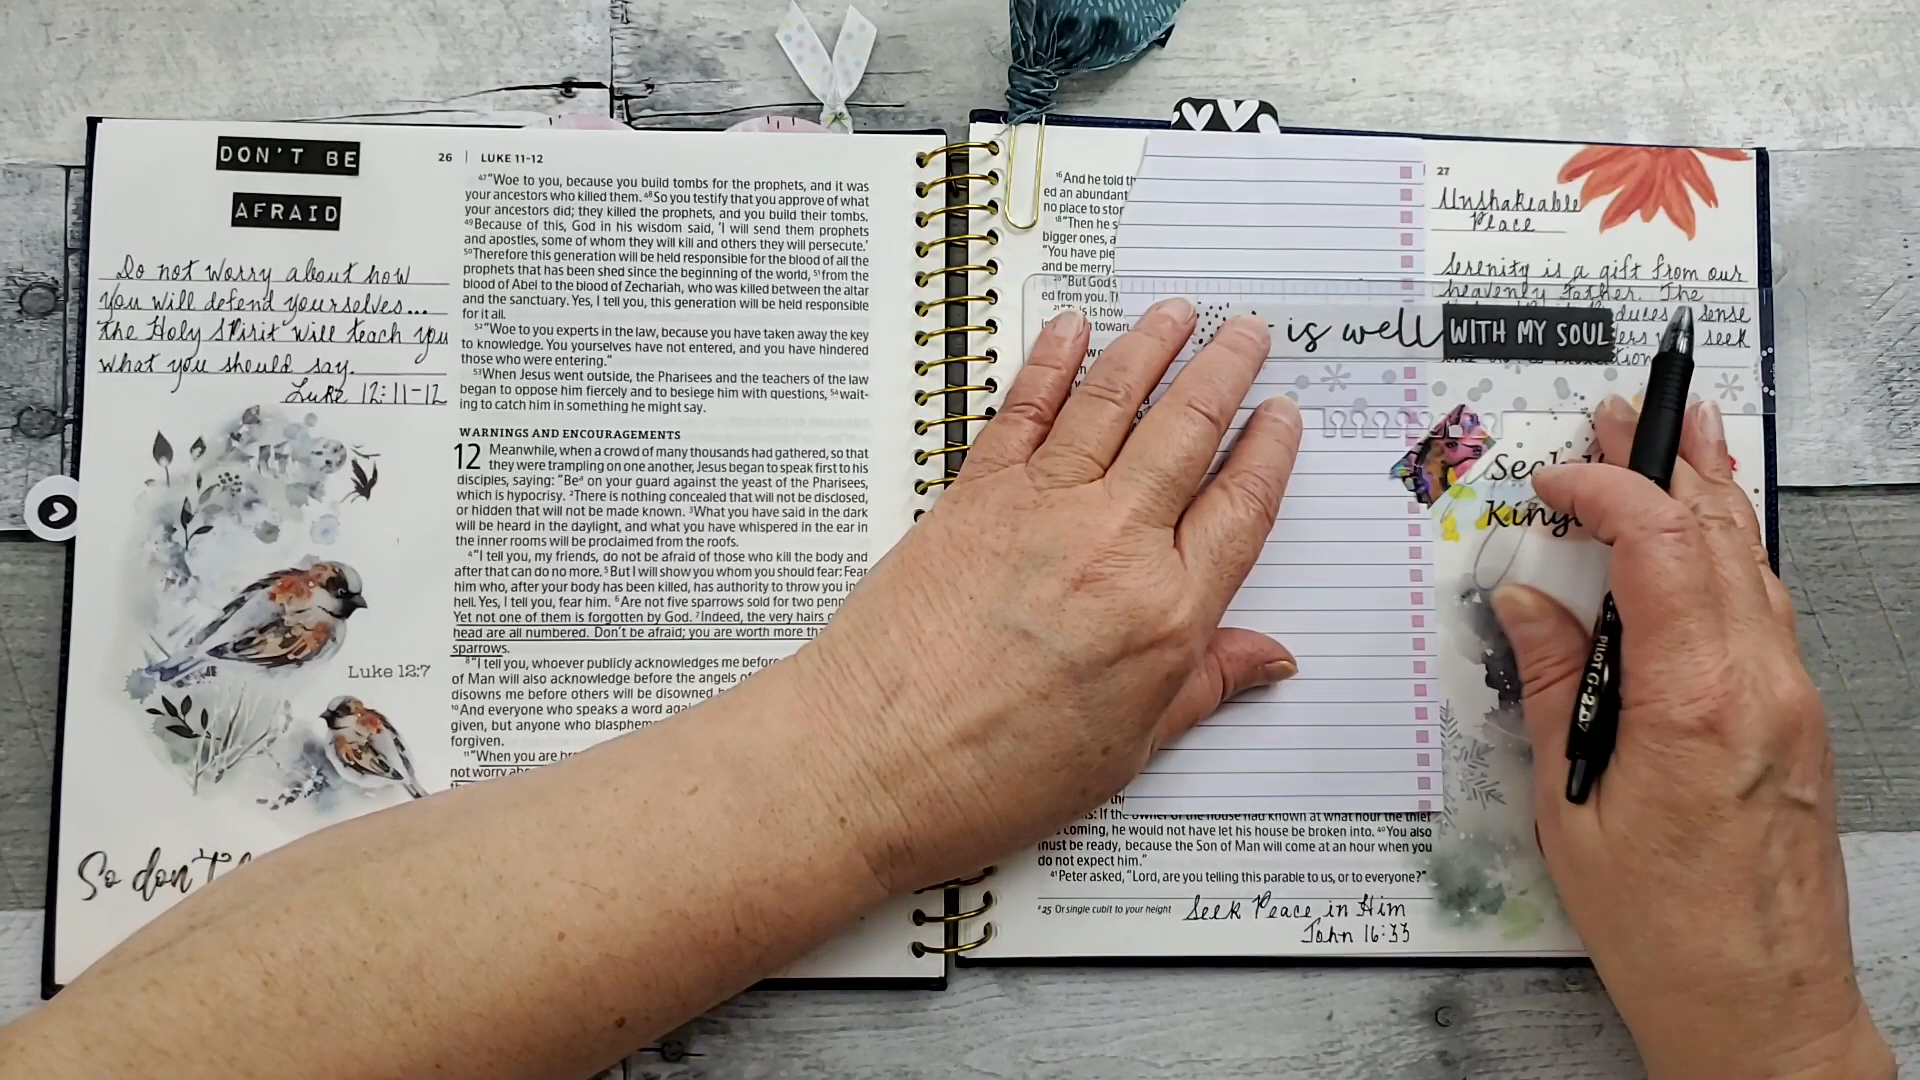 DON'T BE
AFRAID
Do not worry about how
you will defend yourselves...
the Holy Spirit will teach you
what you should say.
Luke 12:11-12
Luke 12:7
So don't
26 | LUKE 11-12
47"Woe to you, because you build tombs for the prophets, and it was
your ancestors who killed them. 48So you testify that you approve of what
your ancestors did; they killed the prophets, and you build their tombs.
49Because of this, God in his wisdom said, 'I will send them prophets
and apostles, some of whom they will kill and others they will persecute.'
50Therefore this generation will be held responsible for the blood of all the
prophets that has been shed since the beginning of the world, 51from the
blood of Abel to the blood of Zechariah, who was killed between the altar
and the sanctuary. Yes, I tell you, this generation will be held responsible
for it all.
52"Woe to you experts in the law, because you have taken away the key
to knowledge. You yourselves have not entered, and you have hindered
those who were entering."
53When Jesus went outside, the Pharisees and the teachers of the law
began to oppose him fiercely and to besiege him with questions, 54wait-
ing to catch him in something he might say.
WARNINGS AND ENCOURAGEMENTS
12 Meanwhile, when a crowd of many thousands had gathered, so that
they were trampling on one another, Jesus began to speak first to his
disciples, saying: "Be a on your guard against the yeast of the Pharisees,
which is hypocrisy. 2There is nothing concealed that will not be disclosed,
or hidden that will not be made known. 3What you have said in the dark
will be heard in the daylight, and what you have whispered in the ear in
the inner rooms will be proclaimed from the roofs.
4"I tell you, my friends, do not be afraid of those who kill the body and
after that can do no more. 5But I will show you whom you should fear: Fear
him who, after your body has been killed, has authority to throw you in
hell. Yes, I tell you, fear him. 6Are not five sparrows sold for two
Yet not one of them is forgotten by God. 7Indeed, the very hairs
head are all numbered. Don't be afraid; you are worth more
sparrows.
8"I tell you, whoever publicly acknowledges me before
of Man will also acknowledge before the angels
disowns me before others will be disowned
10And everyone who speaks a word
given, but anyone who
forgiven.
11"When you are
not worry
16And he told
ed an abundant
no place to
18"Then he
bigger ones,
"You have
and be merry.
20"But God
ed from you.
is how
is well WITH MY SOUL
If the owner of the house had known at what hour the thief
coming, he would not have let his house be broken into. 40You also
must be ready, because the Son of Man will come at an hour when you
do not expect him."
41Peter asked, "Lord, are you telling this parable to us, or to everyone?"
a 25 Or single cubit to your height
Seek Peace in Him
John 16:33
27
Unshakeable
Place
Serenity is a gift from our
heavenly Father. The
sense
seek
PILOT G-2 07